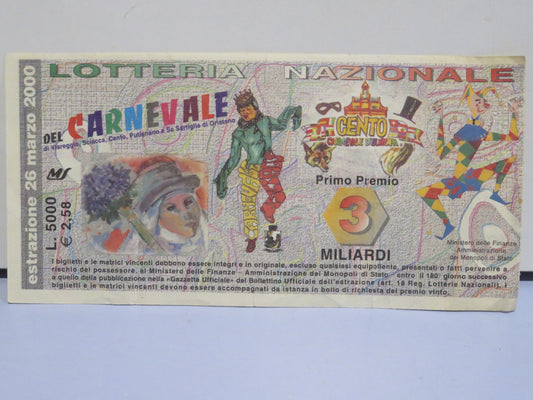 LOTTERIA NAZIONALE
DEL CARNEVALE
di Viareggio, Sciacca, Cento, Putignano e Sa Sartiglia di Oristano
estrazione 26 marzo 2000
MS
L. 5000
€ 2,58
CENTO
CARNEVALE D'EUROPA
Primo Premio
3
MILIARDI
Ministero delle Finanze
Amministrazione
dei Monopoli di Stato
I biglietti e le matrici vincenti debbono essere integri e in originale, escluso qualsiasi equipollente, presentati o fatti pervenire a
rischio del possessore, al Ministero delle Finanze - Amministrazione dei Monopoli di Stato entro il 180° giorno successivo
a quello della pubblicazione nella «Gazzetta Ufficiale» del Bollettino Ufficiale dell'estrazione (art. 18 Reg. Lotterie Nazionali). I
biglietti e le matrici vincenti devono essere accompagnati da istanza in bollo di richiesta del premio vinto.